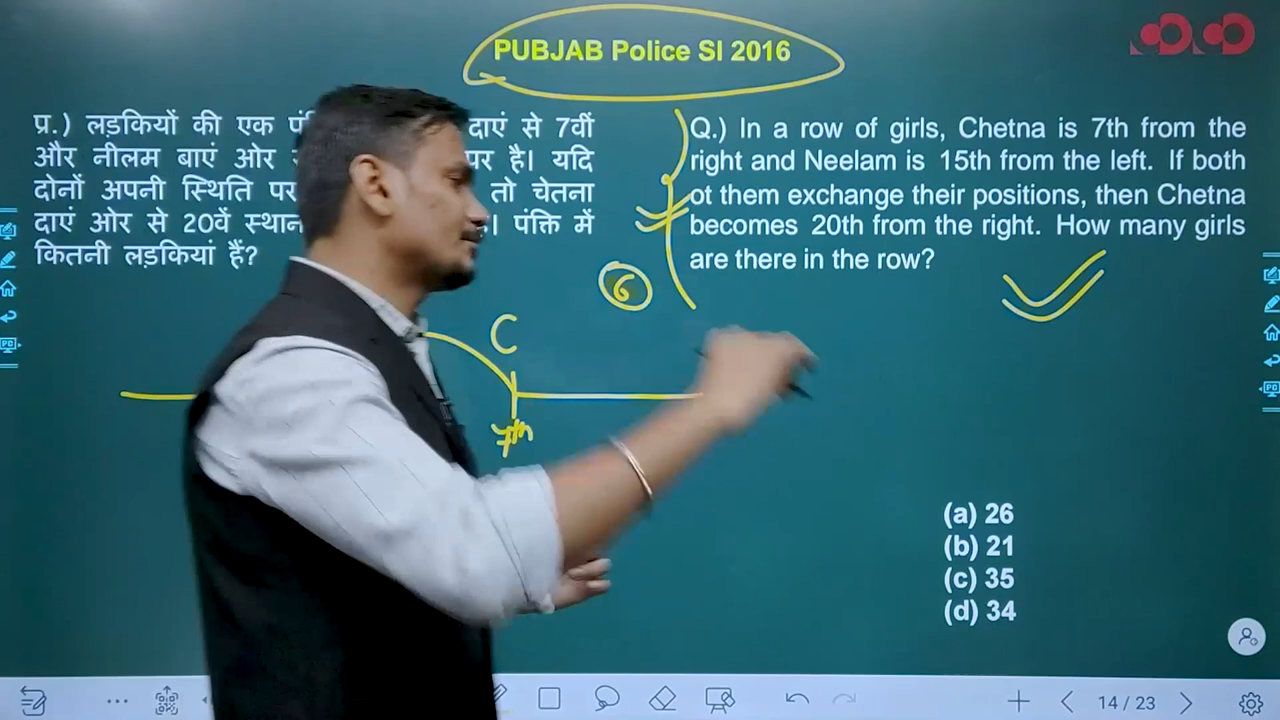 PUBJAB Police SI 2016
प्र.) लड़कियों की एक दाएं से 7वीं
और नीलम बाएं ओर पर है। यदि
दोनों अपनी स्थिति तो चेतना
दाएं ओर से 20वें पंक्ति में
कितनी लड़कियां हैं?
Q.) In a row of girls, Chetna is 7th from the
right and Neelam is 15th from the left. If both
ot them exchange their positions, then Chetna
becomes 20th from the right. How many girls
are there in the row?
6
C
7th
(a) 26
(b) 21
(c) 35
(d) 34
14 / 23